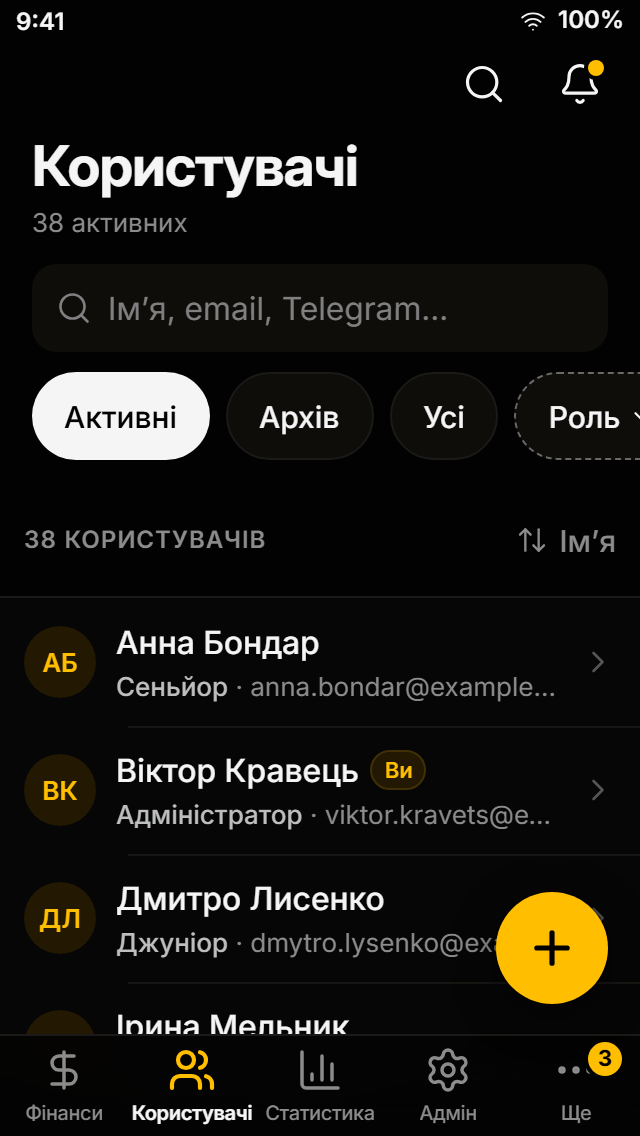 9:41 100%
Користувачі
38 активних
Ім’я, email, Telegram...
Активні Архів Усі Роль
38 КОРИСТУВАЧІВ Ім’я
АБ Анна Бондар
Сеньйор · anna.bondar@example...
ВК Віктор Кравець Ви
Адміністратор · viktor.kravets@e...
ДЛ Дмитро Лисенко
Джуніор · dmytro.lysenko@exa
Ірина Мельник
3
Фінанси Користувачі Статистика Адмін Ще